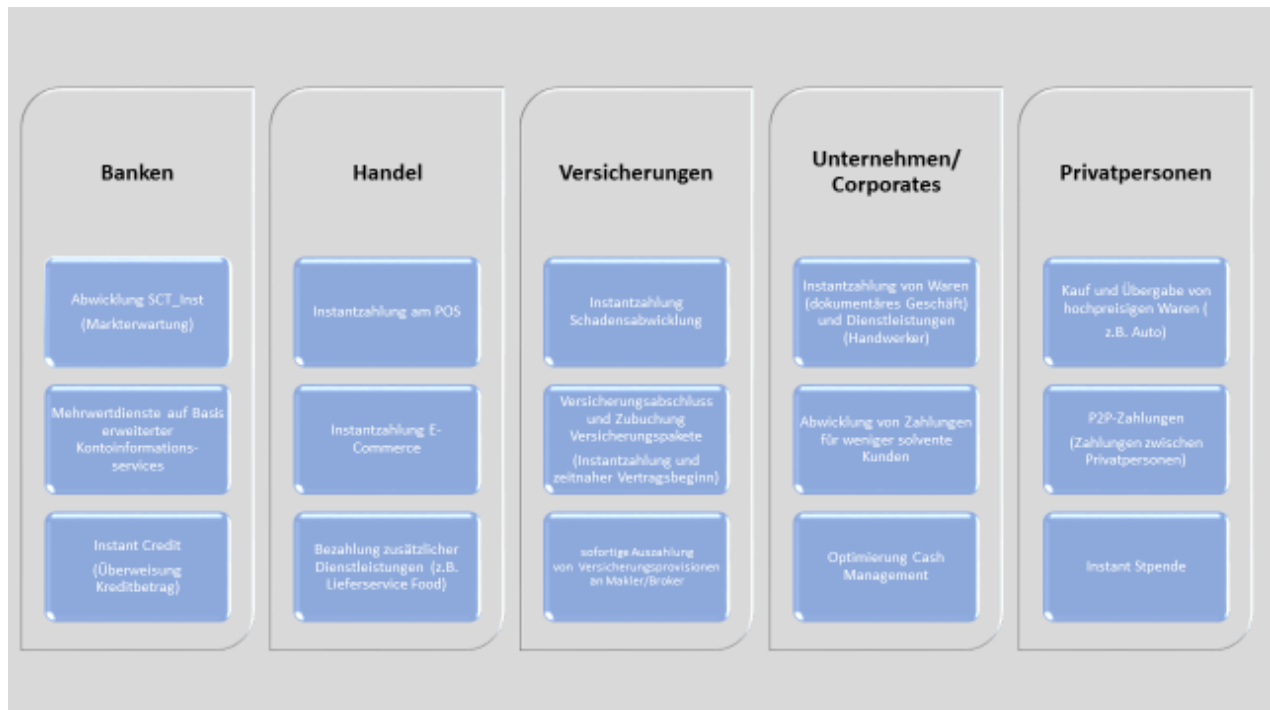 Banken
Abwicklung SCT_Inst
(Markterwartung)
Mehrwertdienste auf Basis
erweiterter
Kontoinformations-
services
Instant Credit
(Überweisung
Kreditbetrag)
Handel
Instantzahlung am POS
Instantzahlung E-
Commerce
Bezahlung zusätzlicher
Dienstleistungen (z.B.
Lieferservice Food)
Versicherungen
Instantzahlung
Schadensabwicklung
Versicherungsabschluss
und Zubuchung
Versicherungspakete
(Instantzahlung und
zeitnaher Vertragsbeginn)
sofortige Auszahlung
von Versicherungsprovisionen
an Makler/Broker
Unternehmen/
Corporates
Instantzahlung von Waren
(dokumentäres Geschäft)
und Dienstleistungen
(Handwerker)
Abwicklung von Zahlungen
für weniger solvente
Kunden
Optimierung Cash
Management
Privatpersonen
Kauf und Übergabe von
hochpreisigen Waren (
z.B. Auto)
P2P-Zahlungen
(Zahlungen zwischen
Privatpersonen)
Instant Stpende